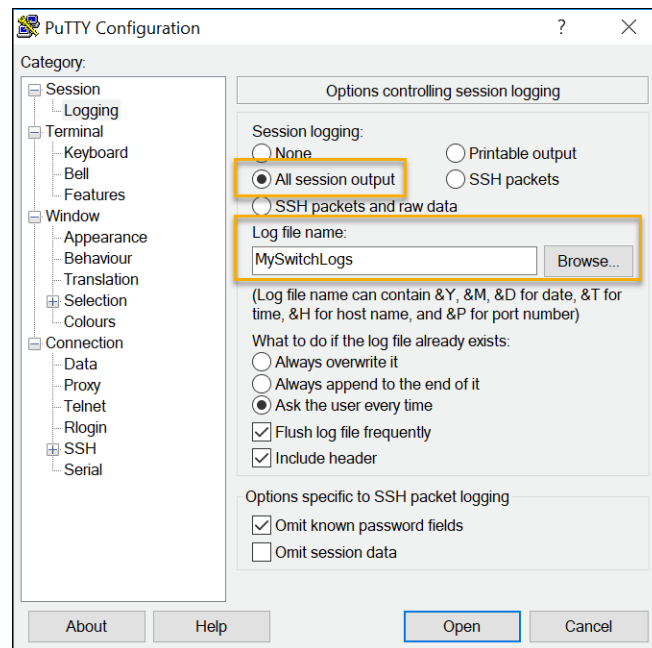 PuTTY Configuration
?
Category:
Session
Logging
Terminal
Keyboard
Bell
Features
Window
Appearance
Behaviour
Translation
Selection
Colours
Connection
Data
Proxy
Telnet
Rlogin
SSH
Serial
Options controlling session logging
Session logging:
None
Printable output
All session output
SSH packets
SSH packets and raw data
Log file name:
MySwitchLogs
Browse...
(Log file name can contain &Y, &M, &D for date, &T for
time, &H for host name, and &P for port number)
What to do if the log file already exists:
Always overwrite it
Always append to the end of it
Ask the user every time
Flush log file frequently
Include header
Options specific to SSH packet logging
Omit known password fields
Omit session data
About
Help
Open
Cancel